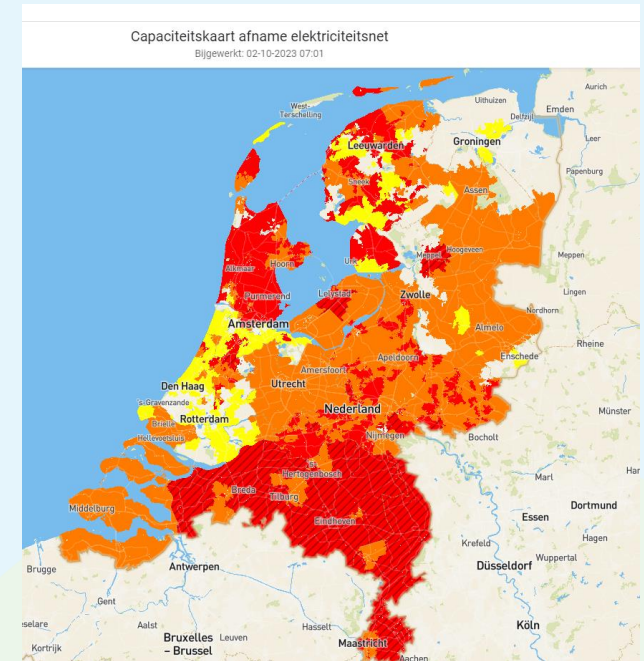 Capaciteitskaart afname elektriciteitsnet
Bijgewerkt: 02-10-2023 07:01
Aurich
West-
Terschelling
Uithuizen
Emden
Delfzijl
Leer
Leeuwarden
Groningen
Papenburg
Sneek
Assen
Meppen
Hoogeveen
Meppel
Hoorn
Alkmaar
Lingen
Lelystad
Zwolle
Purmerend
Nordhorn
Amsterdam
Almelo
Rheine
Enschede
Apeldoorn
Amersfoort
Den Haag
Utrecht
's-Gravenzande
Münster
Nederland
Rotterdam
Brielle
Hellevoetsluis
Nijmegen
Bocholt
's-
Hertogenbosch
Marl
Breda
Tilburg
Dortmund
Middelburg
Essen
Eindhoven
Hagen
Krefeld
Wuppertal
Antwerpen
Düsseldorf
Brugge
Gent
Aalst
Hasselt
Köln
Bruxelles
– Brussel
Leuven
Maastricht
Kortrijk
Aachen